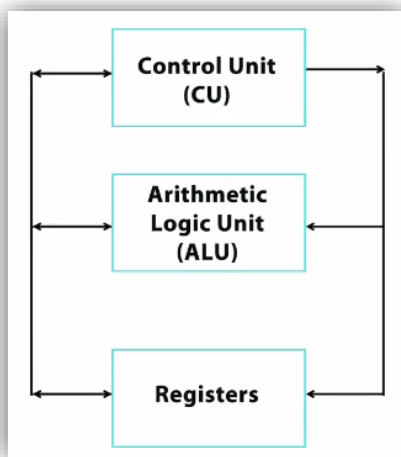 Control Unit
(CU)
Arithmetic
Logic Unit
(ALU)
Registers